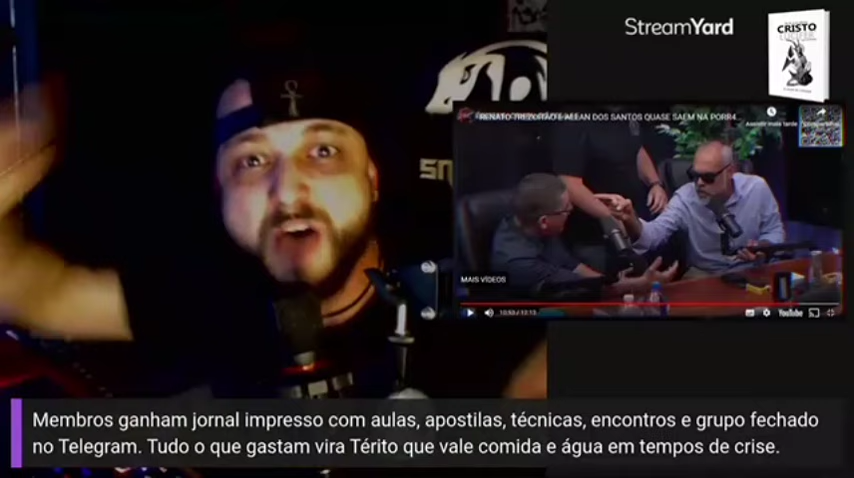 StreamYard
CRISTO
RENATO TREZOITÃO E ALLAN DOS SANTOS QUASE SAEM NA PORR4...
Assistir mais tarde
MAIS VÍDEOS
YouTube
Membros ganham jornal impresso com aulas, apostilas, técnicas, encontros e grupo fechado
no Telegram. Tudo o que gastam vira Térito que vale comida e água em tempos de crise.